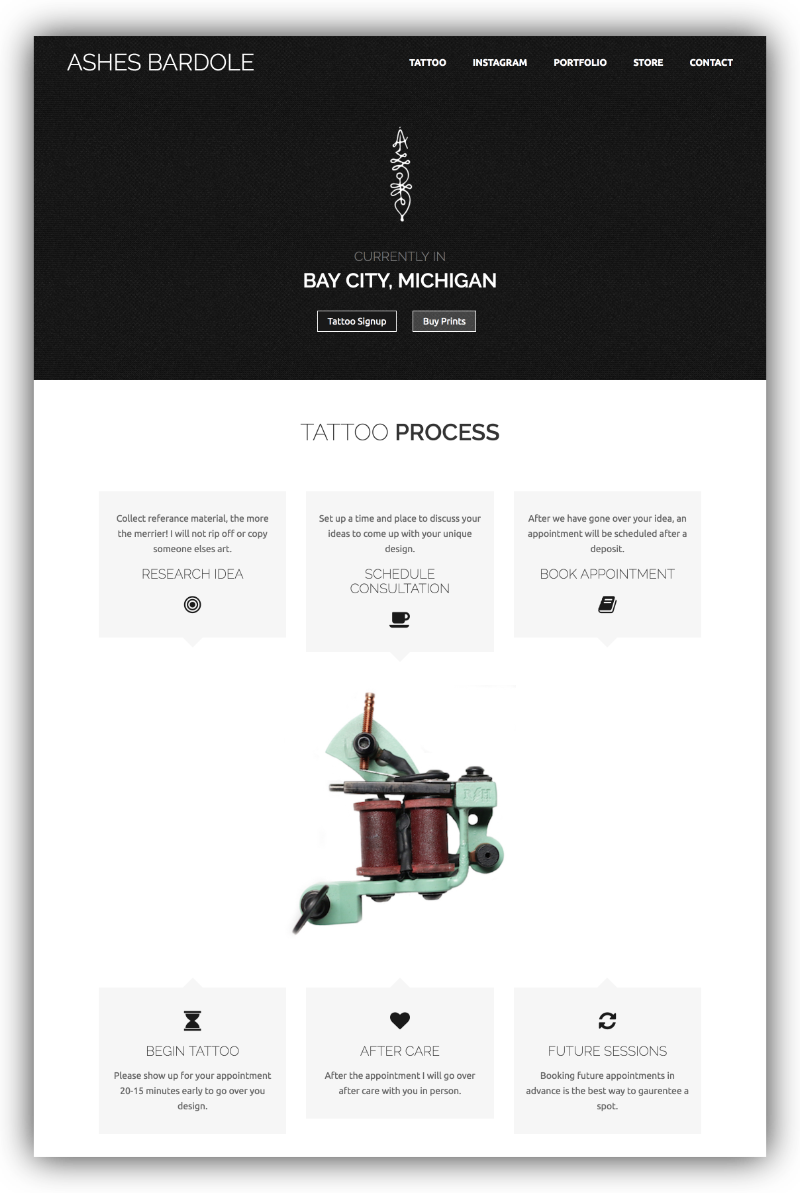 ASHES BARDOLE
TATTOO INSTAGRAM PORTFOLIO STORE CONTACT
CURRENTLY IN
BAY CITY, MICHIGAN
Tattoo Signup Buy Prints
TATTOO PROCESS
Collect referance material, the more
the merrier! I will not rip off or copy
someone elses art.
RESEARCH IDEA
Set up a time and place to discuss your
ideas to come up with your unique
design.
SCHEDULE
CONSULTATION
After we have gone over your idea, an
appointment will be scheduled after a
deposit.
BOOK APPOINTMENT
BEGIN TATTOO
Please show up for your appointment
20-15 minutes early to go over you
design.
AFTER CARE
After the appointment I will go over
after care with you in person.
FUTURE SESSIONS
Booking future appointments in
advance is the best way to gaurentee a
spot.